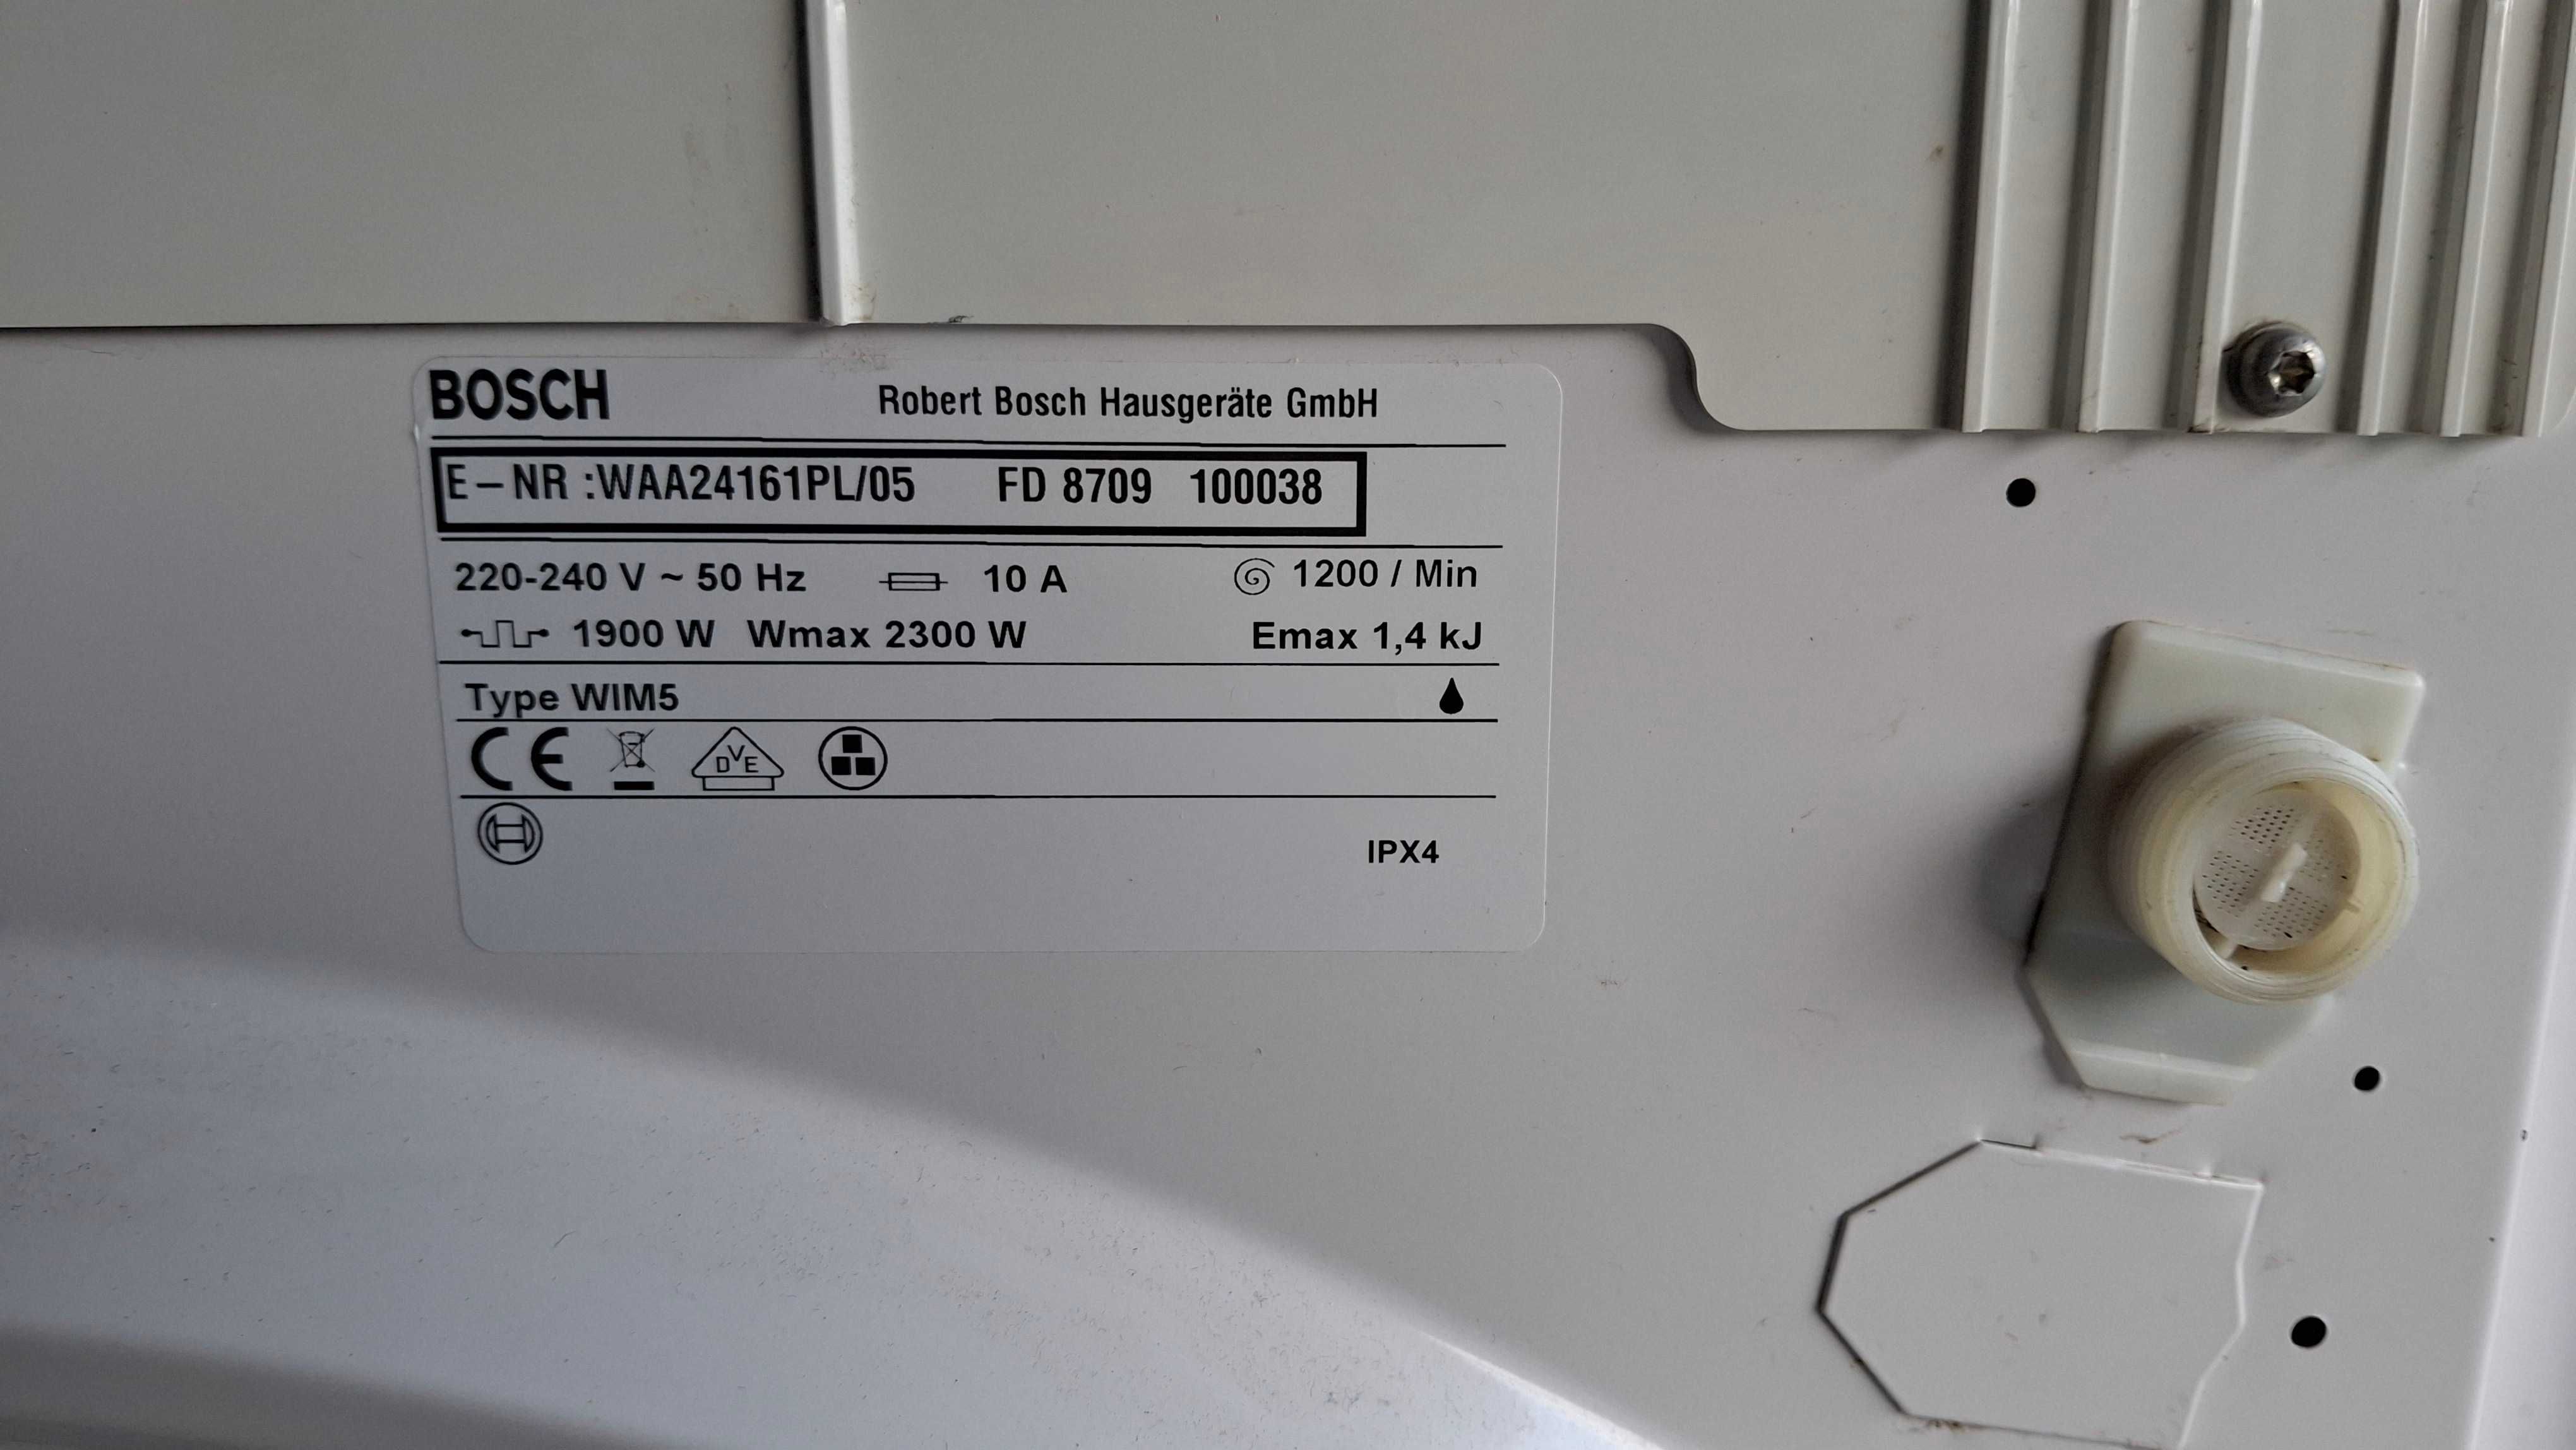 BOSCH Robert Bosch Hausgeräte GmbH
E-NR :WAA24161PL/05 FD 8709 100038
220-240 V ~ 50 Hz 10 A 1200 / Min
1900 W Wmax 2300 W Emax 1,4 kJ
Type WIM5
CE DVE
IPX4